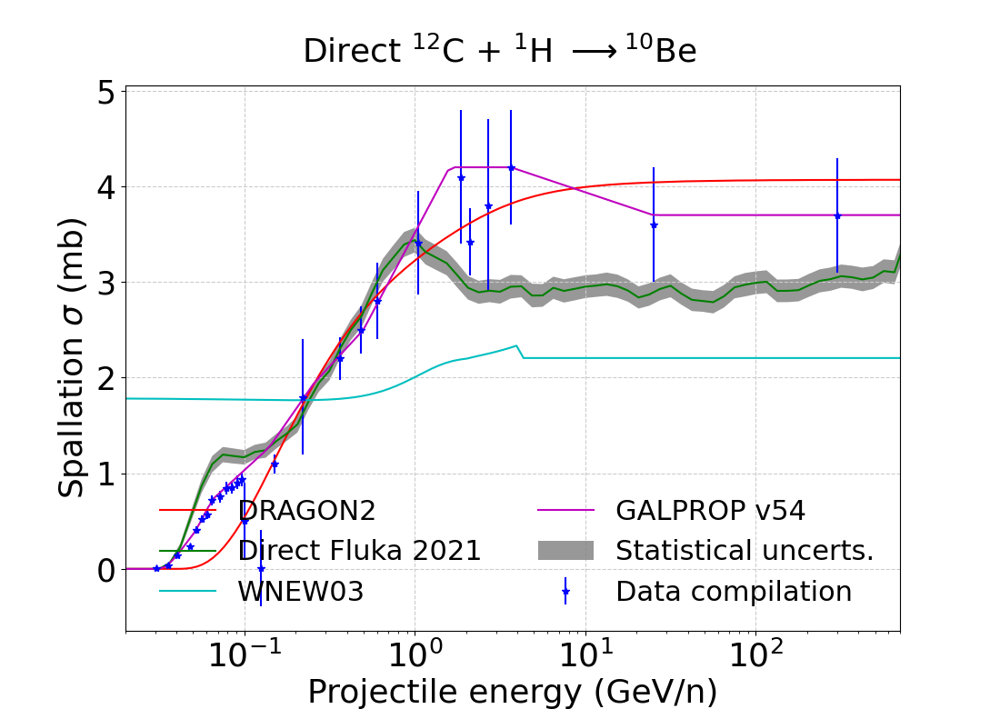 Direct ¹²C + ¹H ⟶ ¹⁰Be
Spallation σ (mb)
5
4
3
2
1
0
DRAGON2
Direct Fluka 2021
WNEW03
GALPROP v54
Statistical uncerts.
Data compilation
10⁻¹ 10⁰ 10¹ 10²
Projectile energy (GeV/n)